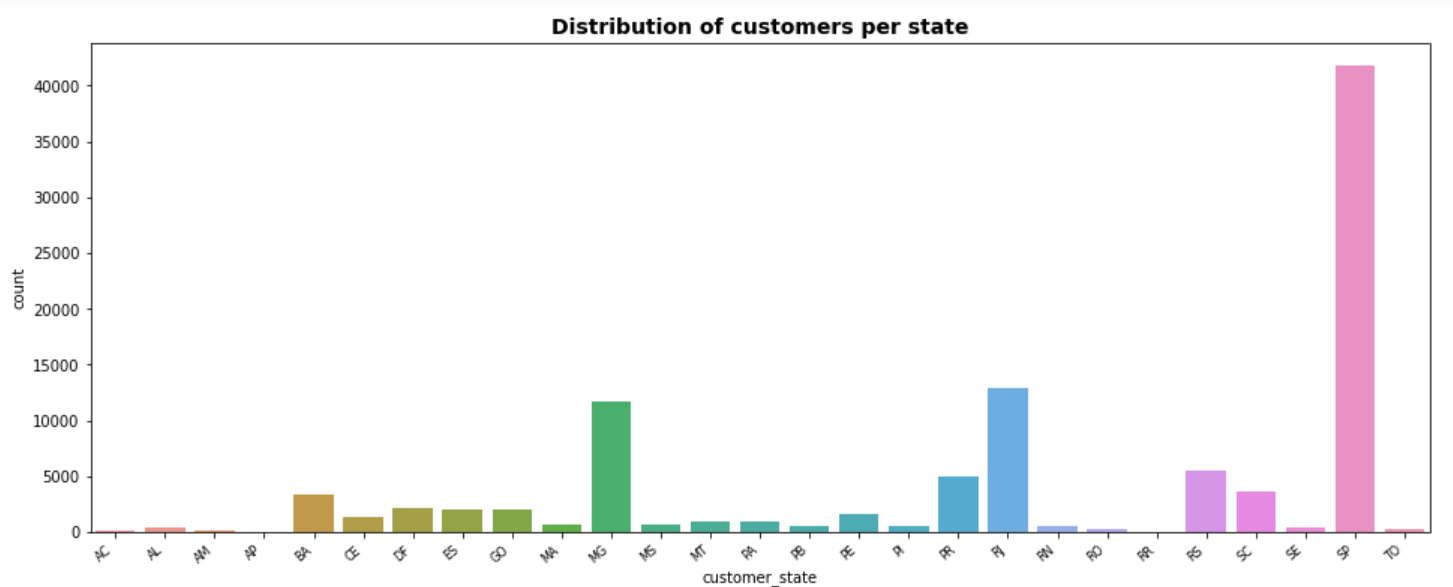 Distribution of customers per state
40000
35000
30000
25000
20000
15000
10000
5000
0
count
AC AL AM AP BA CE DF ES GO MA MG MS MT PA PB PE PI PR RJ RN RO RR RS SC SE SP TO
customer_state